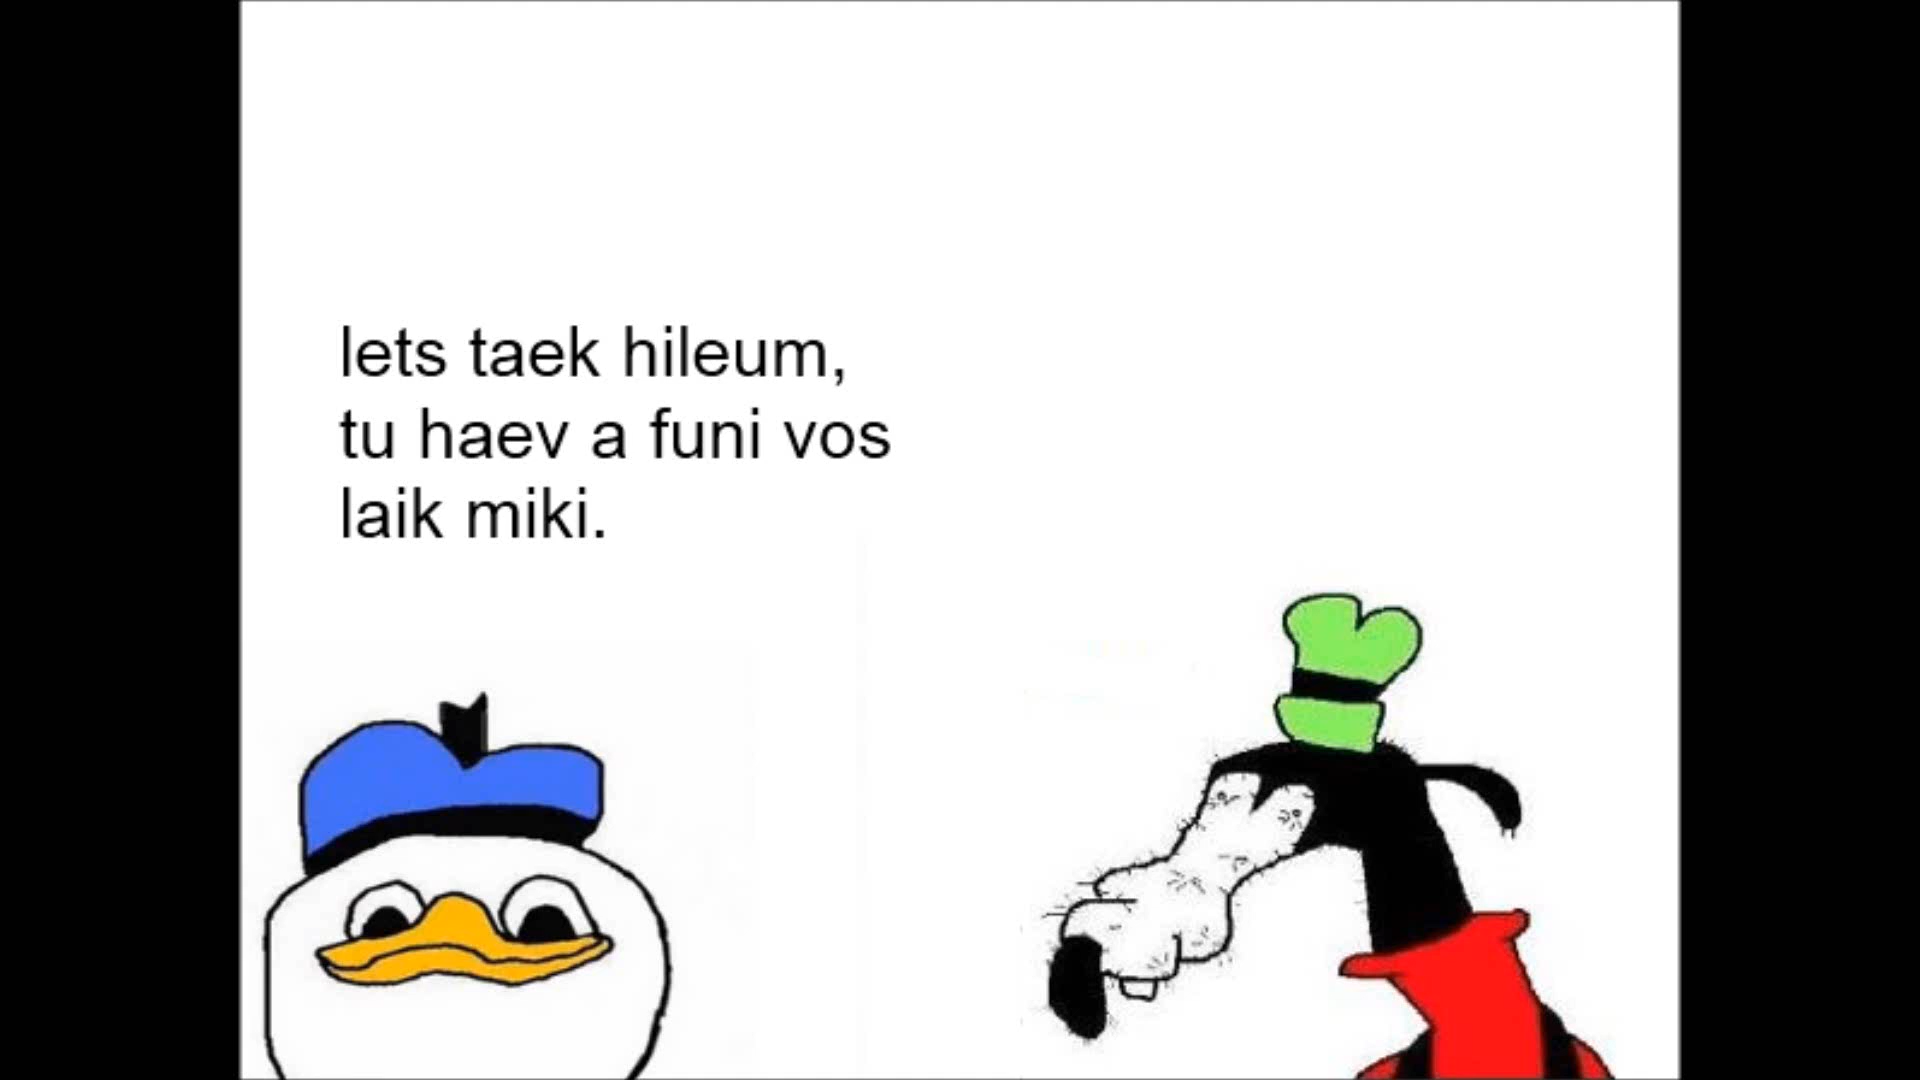 lets taek hileum,
tu haev a funi vos
laik miki.